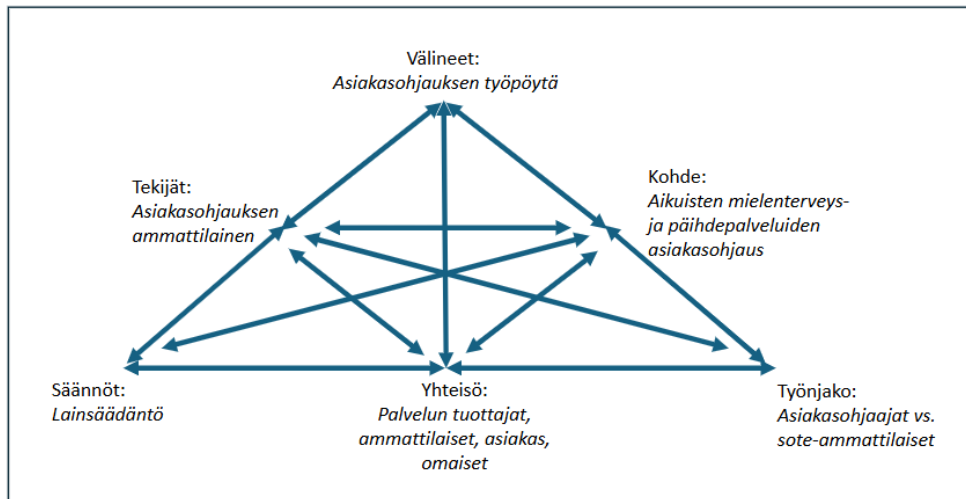 Välineet:
Asiakasohjauksen työpöytä
Tekijät:
Asiakasohjauksen
ammattilainen
Kohde:
Aikuisten mielenterveys-
ja päihdepalveluiden
asiakasohjaus
Säännöt:
Lainsäädäntö
Yhteisö:
Palvelun tuottajat,
ammattilaiset, asiakas,
omaiset
Työnjako:
Asiakasohjaajat vs.
sote-ammattilaiset